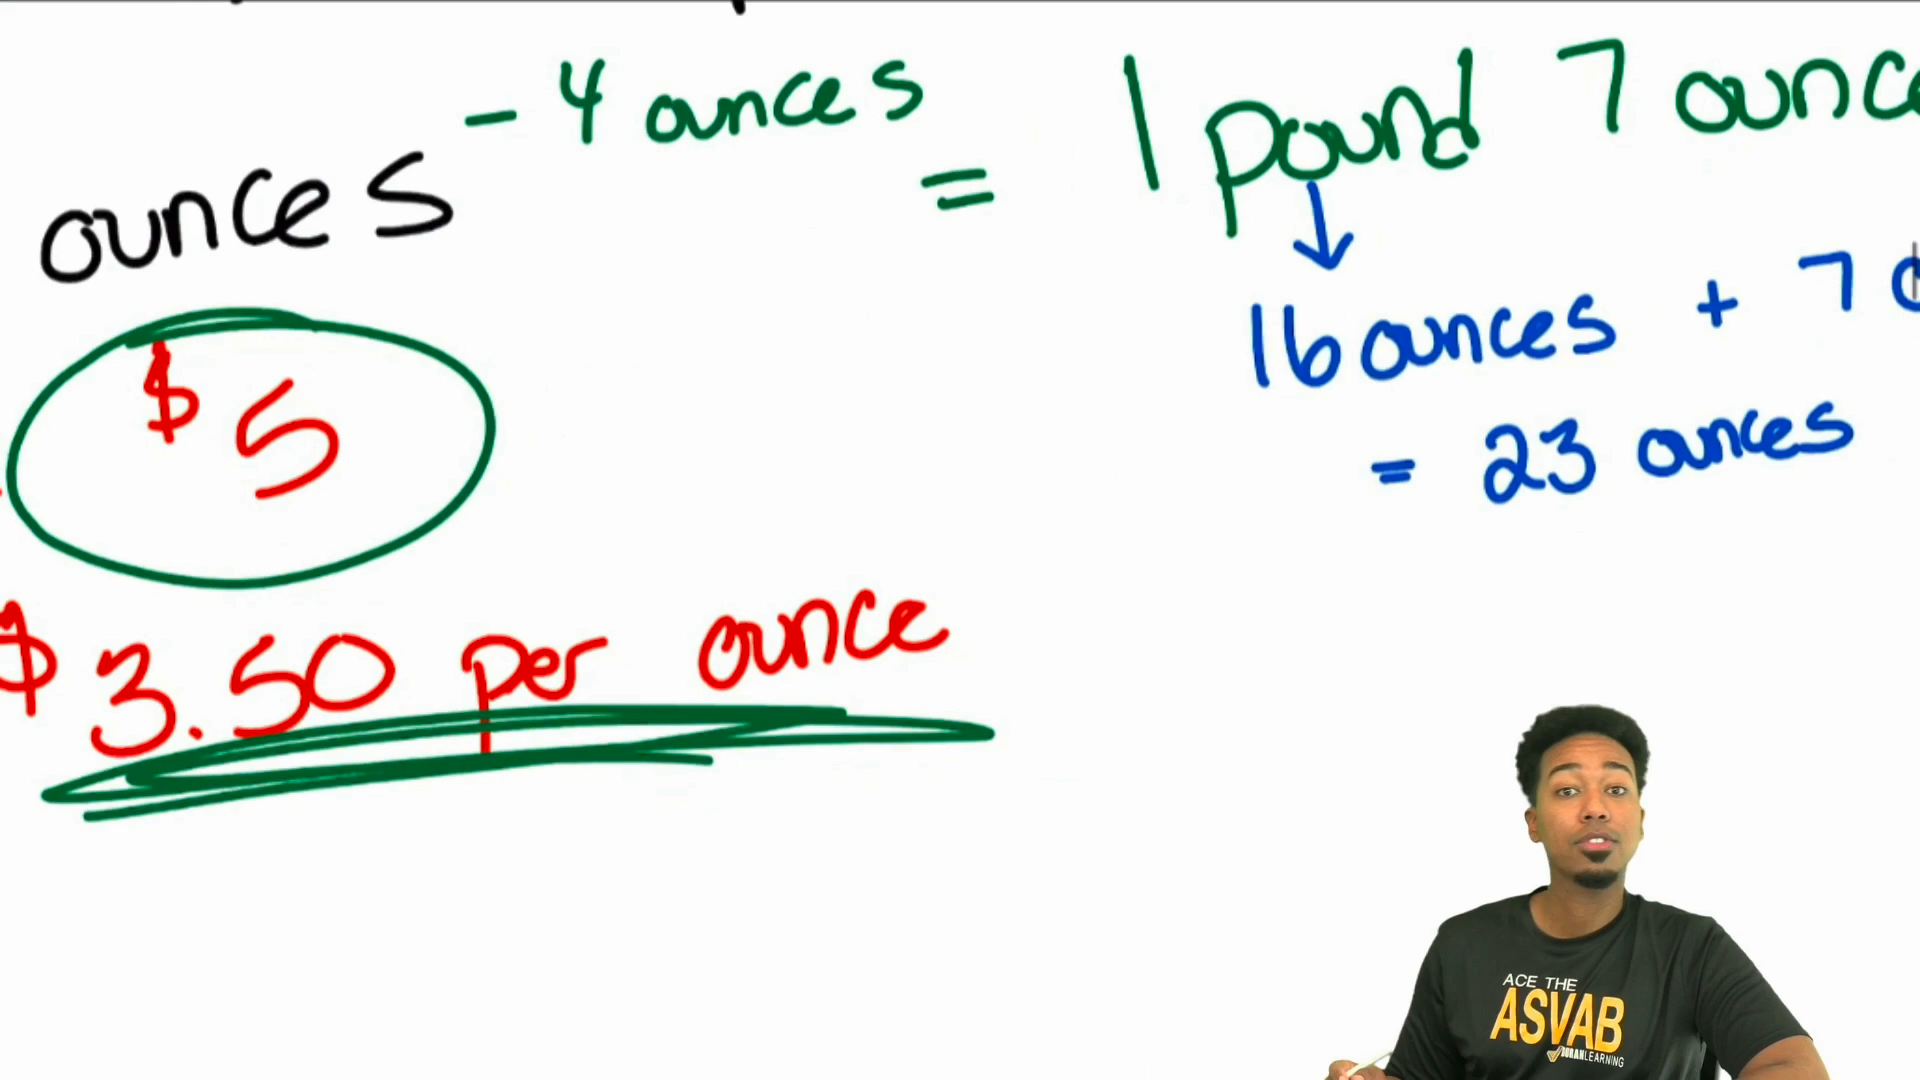 - 4 ounces = 1 pound 7 ounce
ounces
16 ounces + 7
= 23 ounces
$ 5
$ 3.50 per ounce
ACE THE
ASVAB
DURANLEARNING